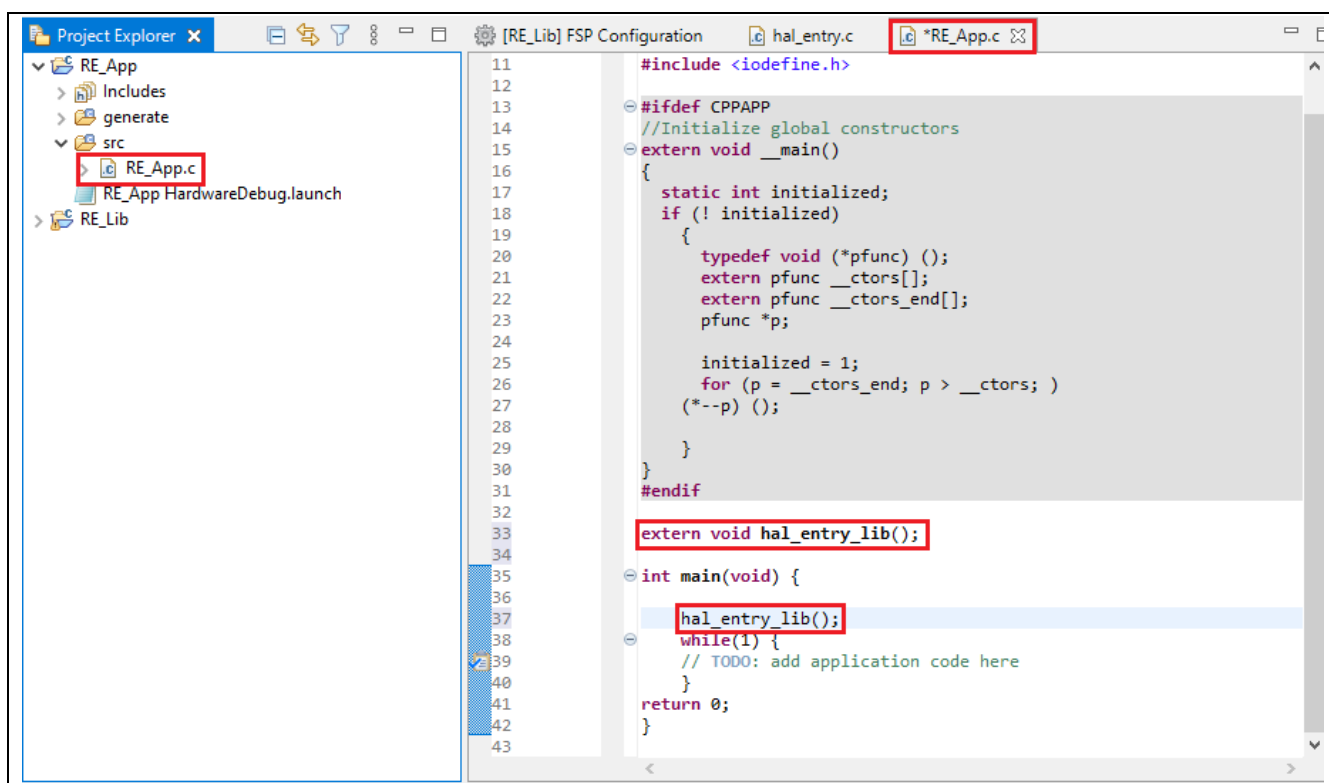 Project Explorer
RE_App
Includes
generate
src
RE_App.c
RE_App HardwareDebug.launch
RE_Lib
[RE_Lib] FSP Configuration
hal_entry.c
*RE_App.c
11 #include <iodefine.h>
12
13 #ifdef CPPAPP
14 //Initialize global constructors
15 extern void __main()
16 {
17 static int initialized;
18 if (! initialized)
19 {
20 typedef void (*pfunc) ();
21 extern pfunc __ctors[];
22 extern pfunc __ctors_end[];
23 pfunc *p;
24
25 initialized = 1;
26 for (p = __ctors_end; p > __ctors; )
27 (*--p) ();
28
29 }
30 }
31 #endif
32
33 extern void hal_entry_lib();
34
35 int main(void) {
36
37 hal_entry_lib();
38 while(1) {
39 // TODO: add application code here
40 }
41 return 0;
42 }
43